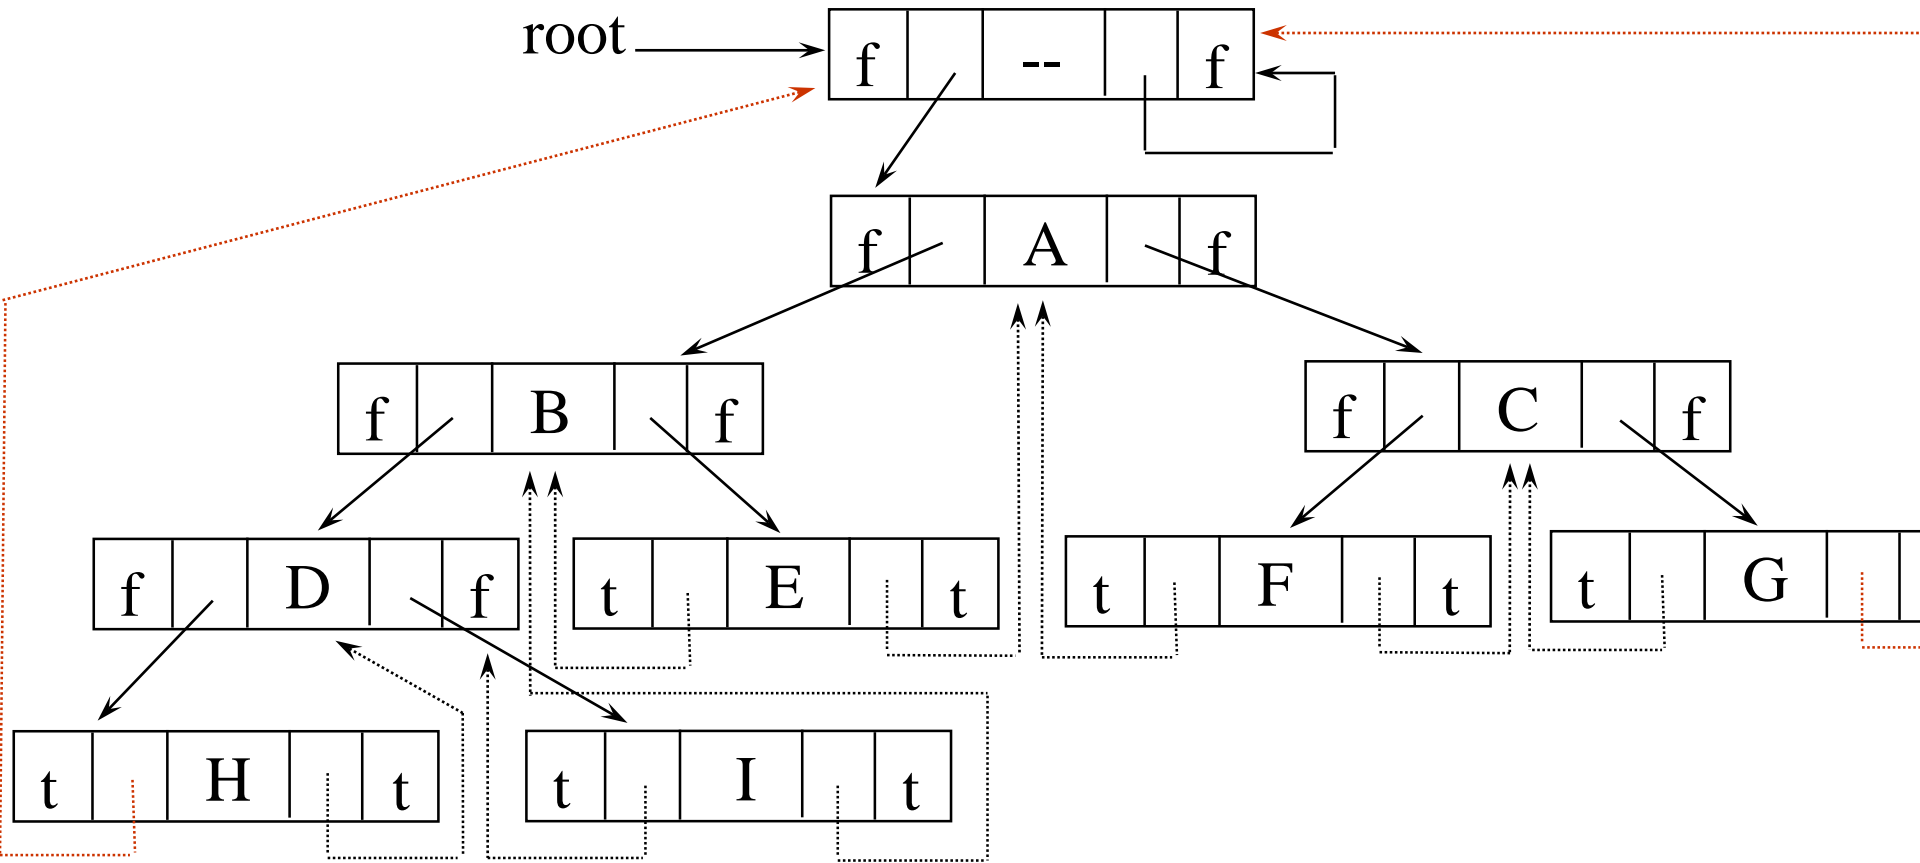 root f -- f
f A f
f B f f C f
f D f t E t t F t t G
t H t t I t